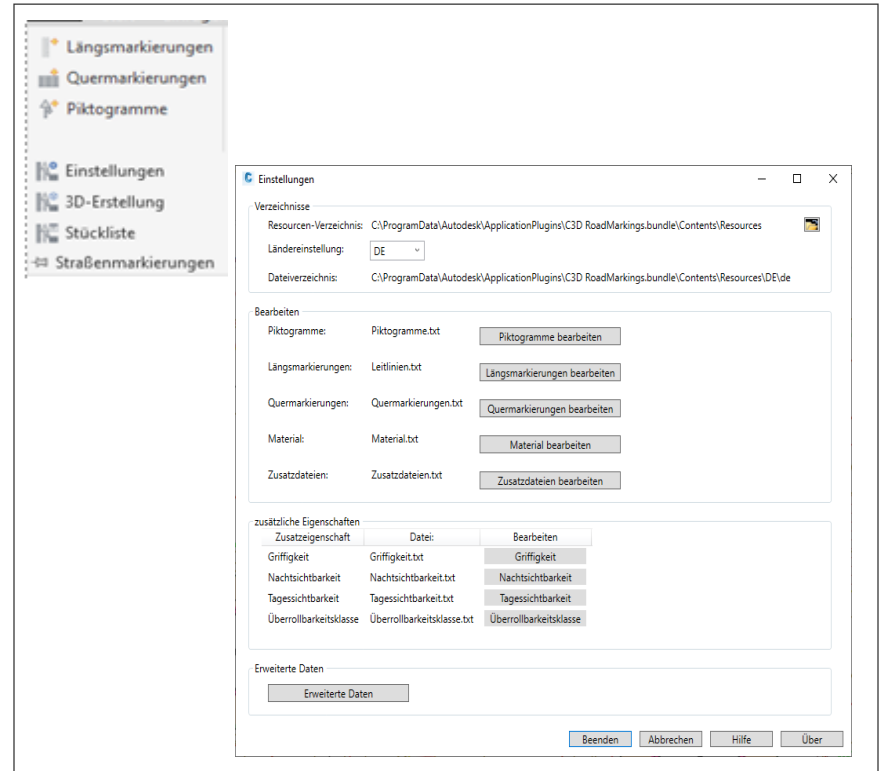 Längsmarkierungen
Quermarkierungen
Piktogramme
Einstellungen
3D-Erstellung
Stückliste
Straßenmarkierungen
Einstellungen
Verzeichnisse
Resourcen-Verzeichnis: C:\ProgramData\Autodesk\ApplicationPlugins\C3D RoadMarkings.bundle\Contents\Resources
Ländereinstellung: DE
Dateiverzeichnis: C:\ProgramData\Autodesk\ApplicationPlugins\C3D RoadMarkings.bundle\Contents\Resources\DE\de
Bearbeiten
Piktogramme: Piktogramme.txt Piktogramme bearbeiten
Längsmarkierungen: Leitlinien.txt Längsmarkierungen bearbeiten
Quermarkierungen: Quermarkierungen.txt Quermarkierungen bearbeiten
Material: Material.txt Material bearbeiten
Zusatzdateien: Zusatzdateien.txt Zusatzdateien bearbeiten
zusätzliche Eigenschaften
Zusatzeigenschaft Datei: Bearbeiten
Griffigkeit Griffigkeit.txt Griffigkeit
Nachtsichtbarkeit Nachtsichtbarkeit.txt Nachtsichtbarkeit
Tagessichtbarkeit Tagessichtbarkeit.txt Tagessichtbarkeit
Überrollbarkeitsklasse Überrollbarkeitsklasse.txt Überrollbarkeitsklasse
Erweiterte Daten
Erweiterte Daten
Beenden Abbrechen Hilfe Über